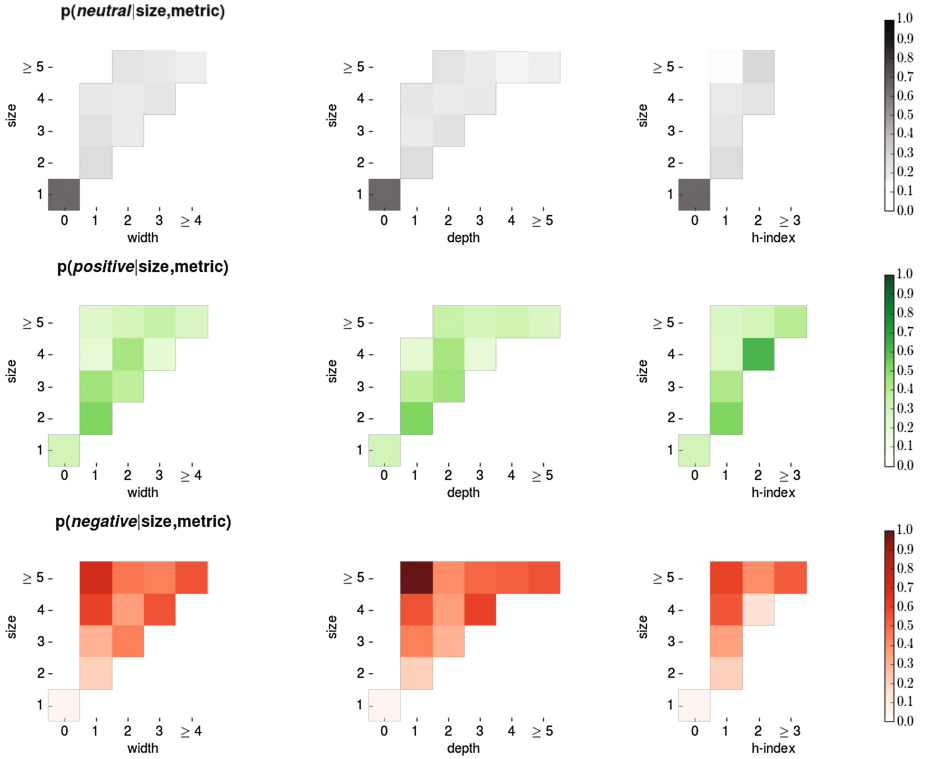 p(neutral|size,metric)
size
≥ 5
4
3
2
1
0 1 2 3 ≥ 4
width
size
≥ 5
4
3
2
1
0 1 2 3 4 ≥ 5
depth
size
≥ 5
4
3
2
1
0 1 2 ≥ 3
h-index
1.0
0.9
0.8
0.7
0.6
0.5
0.4
0.3
0.2
0.1
0.0
p(positive|size,metric)
size
≥ 5
4
3
2
1
0 1 2 3 ≥ 4
width
size
≥ 5
4
3
2
1
0 1 2 3 4 ≥ 5
depth
size
≥ 5
4
3
2
1
0 1 2 ≥ 3
h-index
1.0
0.9
0.8
0.7
0.6
0.5
0.4
0.3
0.2
0.1
0.0
p(negative|size,metric)
size
≥ 5
4
3
2
1
0 1 2 3 ≥ 4
width
size
≥ 5
4
3
2
1
0 1 2 3 4 ≥ 5
depth
size
≥ 5
4
3
2
1
0 1 2 ≥ 3
h-index
1.0
0.9
0.8
0.7
0.6
0.5
0.4
0.3
0.2
0.1
0.0